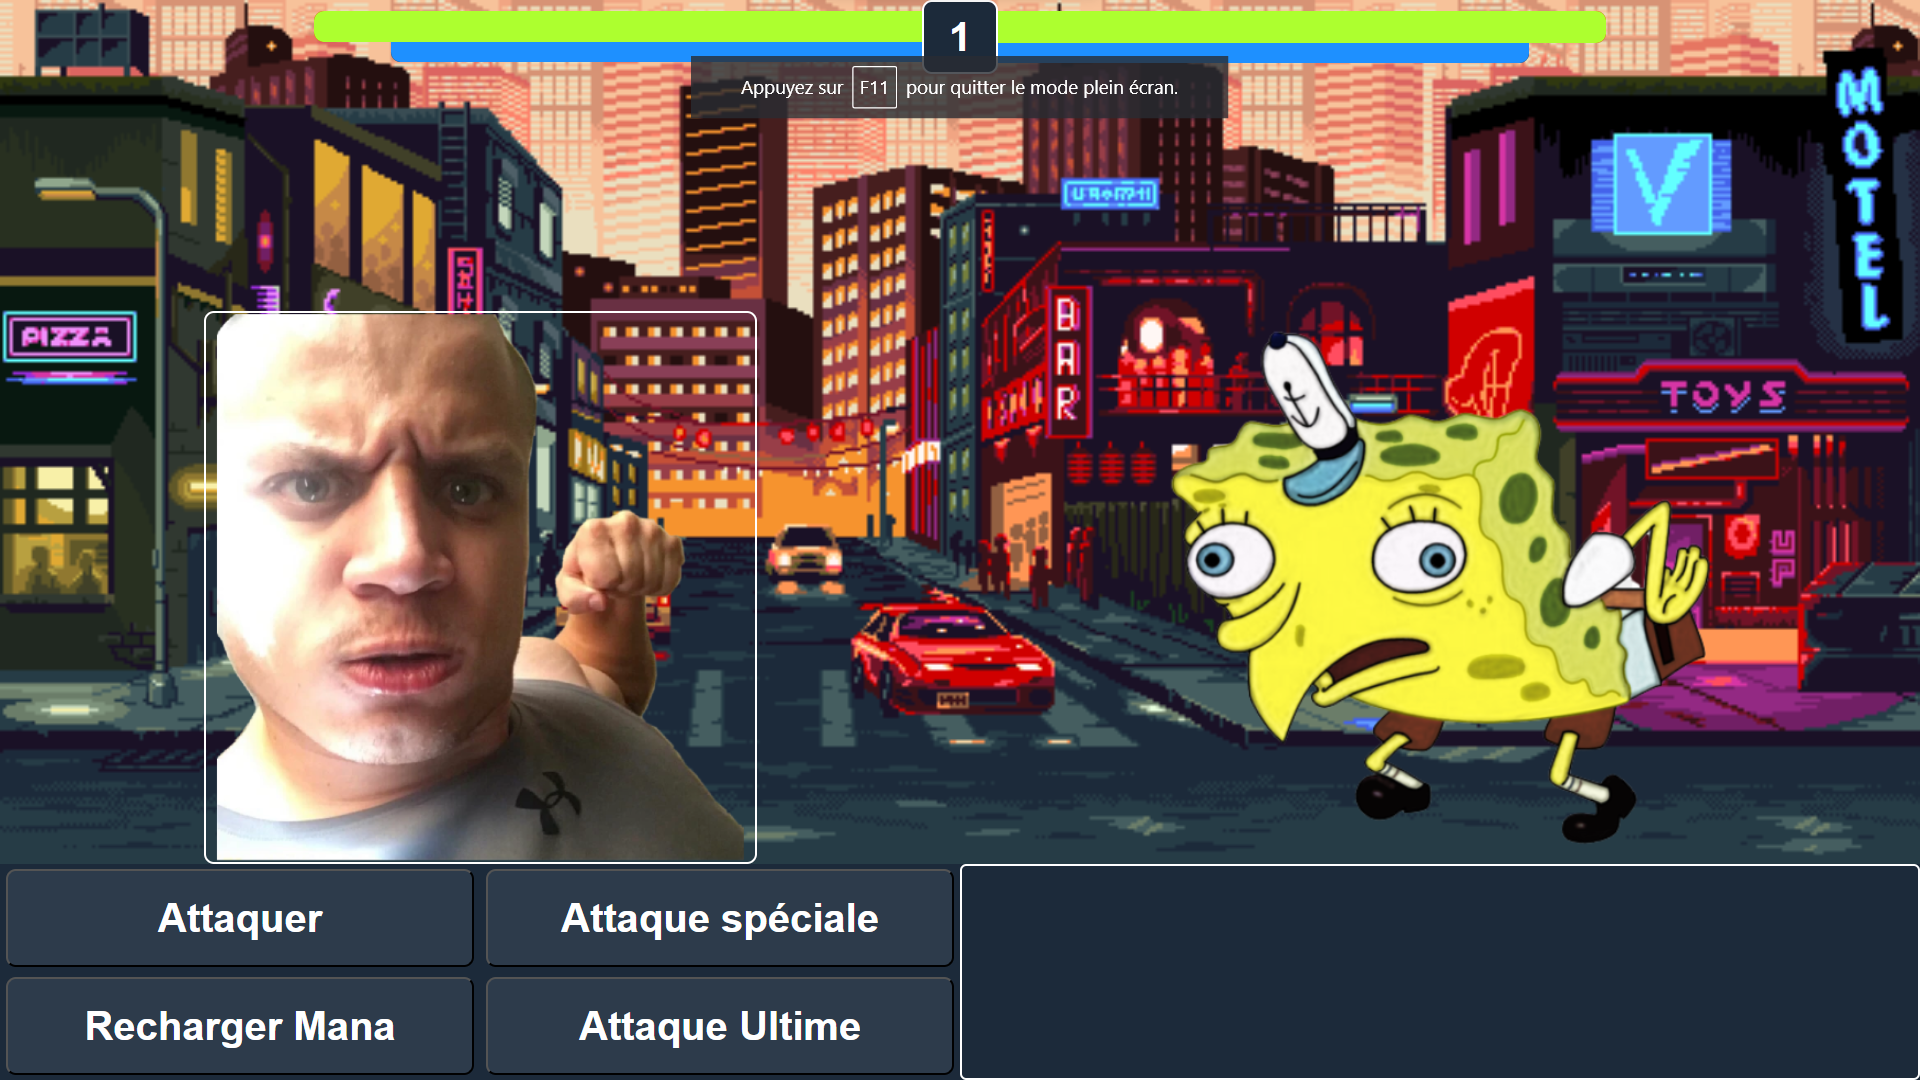 1
Appuyez sur F11 pour quitter le mode plein écran.
MOTEL
V
PIZZA
BAR
TOYS
Attaquer
Attaque spéciale
Recharger Mana
Attaque Ultime